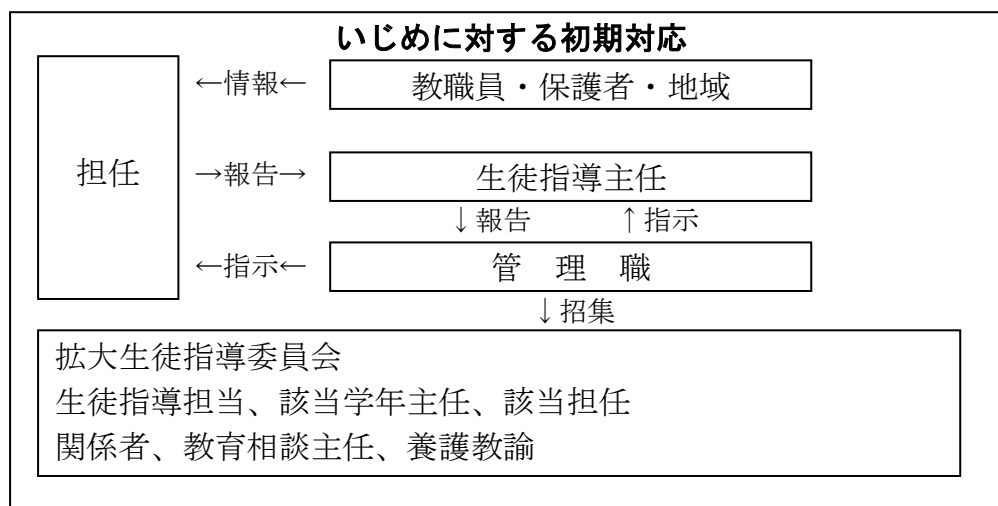 いじめに対する初期対応
←情報← 教職員・保護者・地域
担任 →報告→ 生徒指導主任
↓報告 ↑指示
←指示← 管 理 職
↓招集
拡大生徒指導委員会
生徒指導担当、該当学年主任、該当担任
関係者、教育相談主任、養護教諭